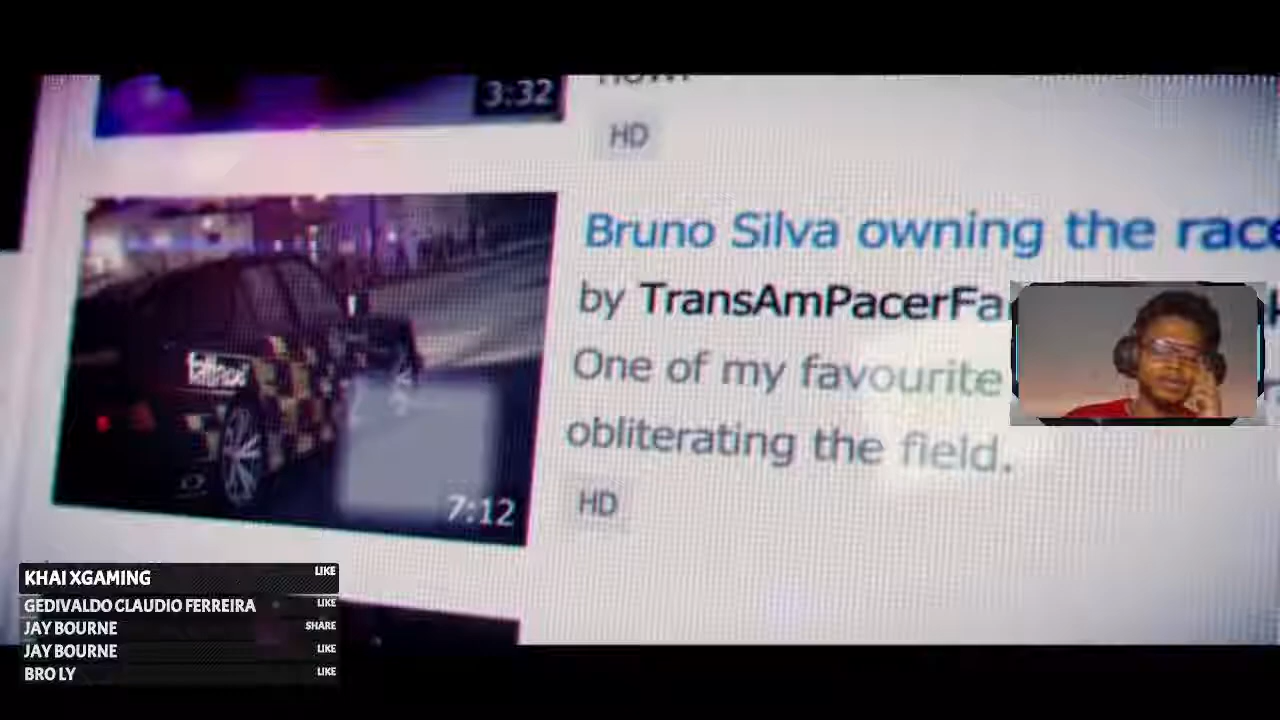 3:32
HD
Bruno Silva owning the race
by TransAmPacerFa
One of my favourite
obliterating the field.
HD
7:12
KHAI XGAMING LIKE
GEDIVALDO CLAUDIO FERREIRA LIKE
JAY BOURNE SHARE
JAY BOURNE LIKE
BRO LY LIKE